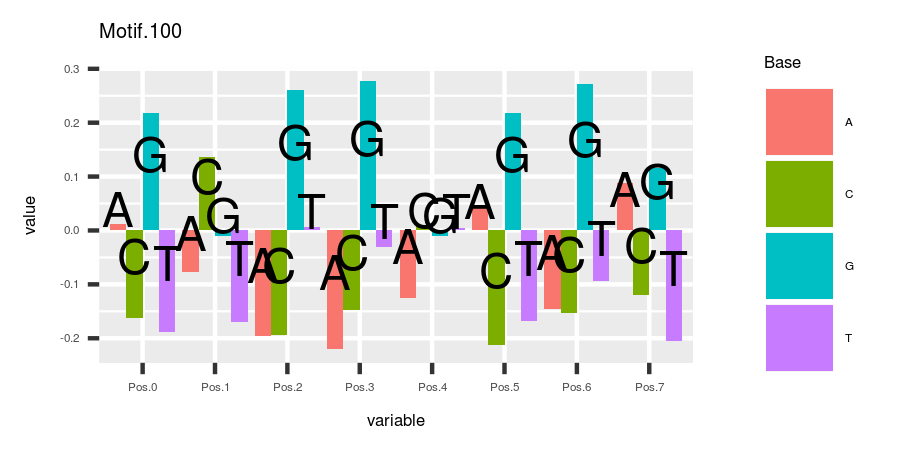 Motif.100
Base
0.3
0.2
0.1
0.0
-0.1
-0.2
value
A C G T
A C G T
A C G T
A C G T
A C G T
A C G T
A C G T
A C G T
Pos.0 Pos.1 Pos.2 Pos.3 Pos.4 Pos.5 Pos.6 Pos.7
variable
A
C
G
T